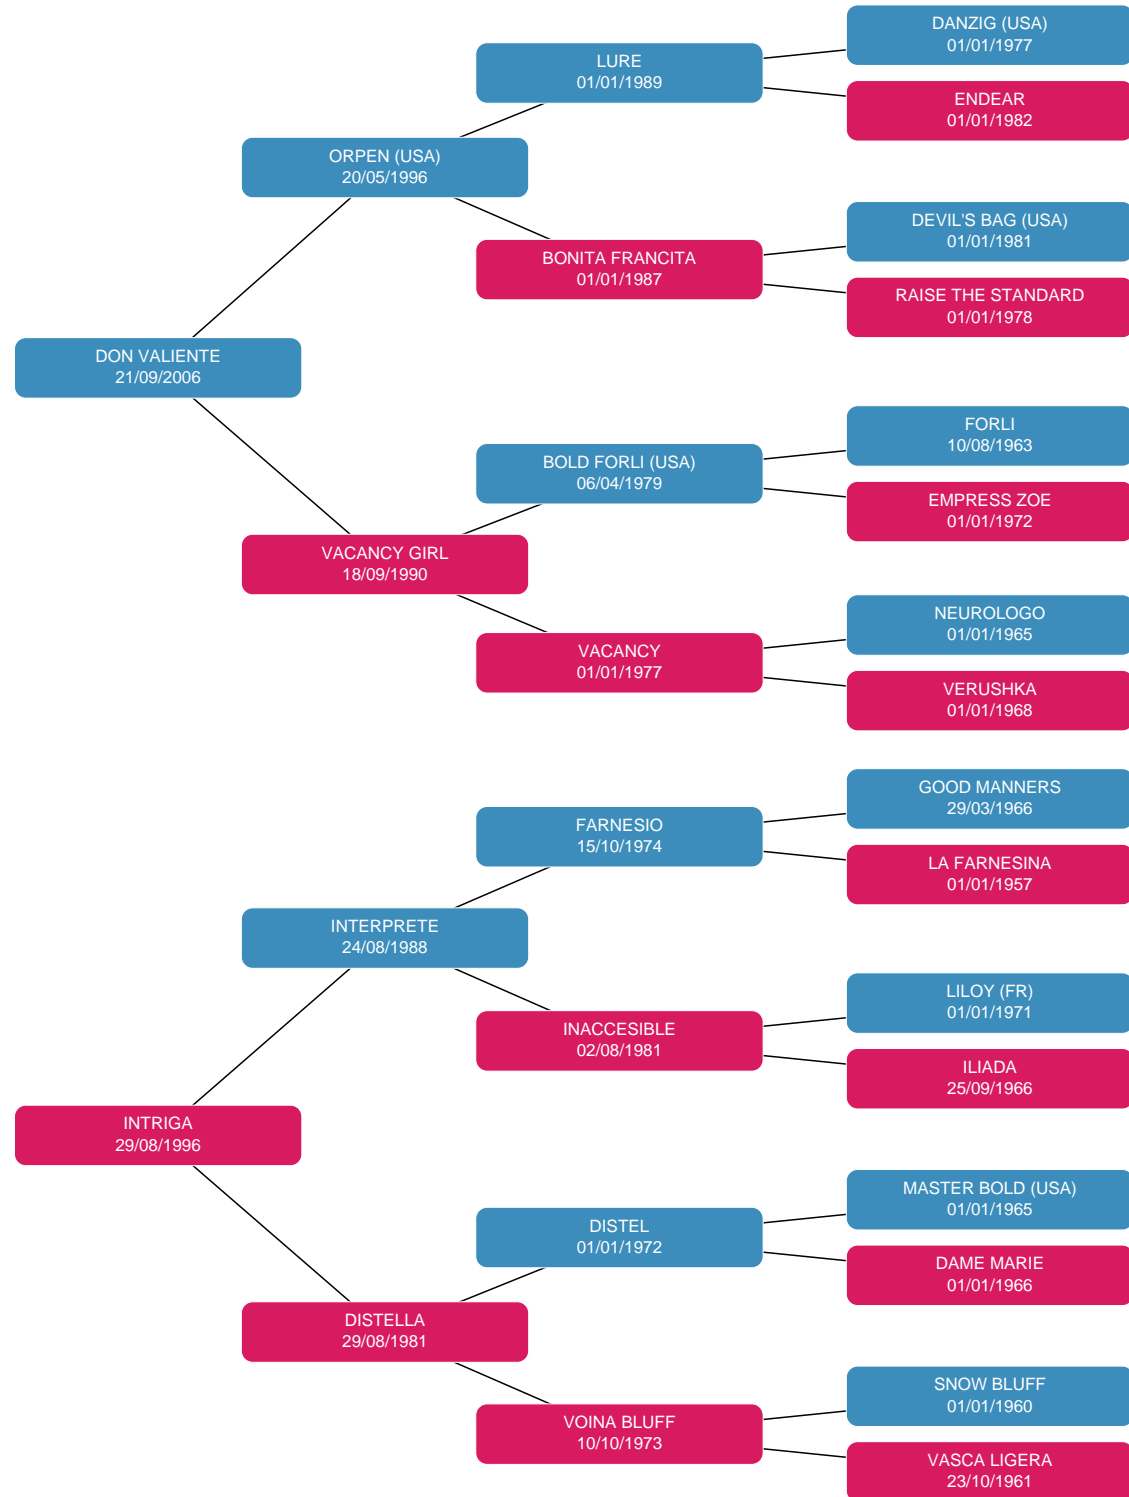 DANZIG (USA)
01/01/1977
LURE
01/01/1989
ENDEAR
01/01/1982
ORPEN (USA)
20/05/1996
DEVIL'S BAG (USA)
01/01/1981
BONITA FRANCITA
01/01/1987
RAISE THE STANDARD
01/01/1978
DON VALIENTE
21/09/2006
FORLI
10/08/1963
BOLD FORLI (USA)
06/04/1979
EMPRESS ZOE
01/01/1972
VACANCY GIRL
18/09/1990
NEUROLOGO
01/01/1965
VACANCY
01/01/1977
VERUSHKA
01/01/1968
GOOD MANNERS
29/03/1966
FARNESIO
15/10/1974
LA FARNESINA
01/01/1957
INTERPRETE
24/08/1988
LILOY (FR)
01/01/1971
INACCESIBLE
02/08/1981
ILIADA
25/09/1966
INTRIGA
29/08/1996
MASTER BOLD (USA)
01/01/1965
DISTEL
01/01/1972
DAME MARIE
01/01/1966
DISTELLA
29/08/1981
SNOW BLUFF
01/01/1960
VOINA BLUFF
10/10/1973
VASCA LIGERA
23/10/1961